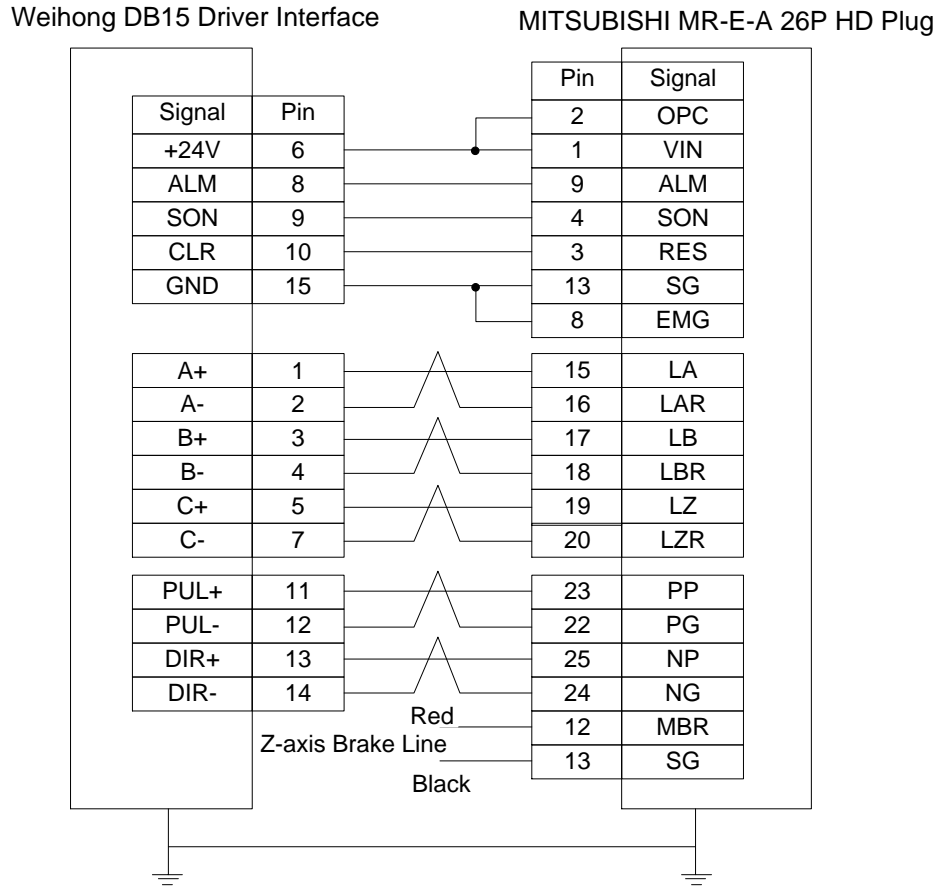 Weihong DB15 Driver Interface
MITSUBISHI MR-E-A 26P HD Plug
Signal Pin
+24V 6
ALM 8
SON 9
CLR 10
GND 15
A+ 1
A- 2
B+ 3
B- 4
C+ 5
C- 7
PUL+ 11
PUL- 12
DIR+ 13
DIR- 14
Pin Signal
2 OPC
1 VIN
9 ALM
4 SON
3 RES
13 SG
8 EMG
15 LA
16 LAR
17 LB
18 LBR
19 LZ
20 LZR
23 PP
22 PG
25 NP
24 NG
12 MBR
13 SG
Red
Z-axis Brake Line
Black